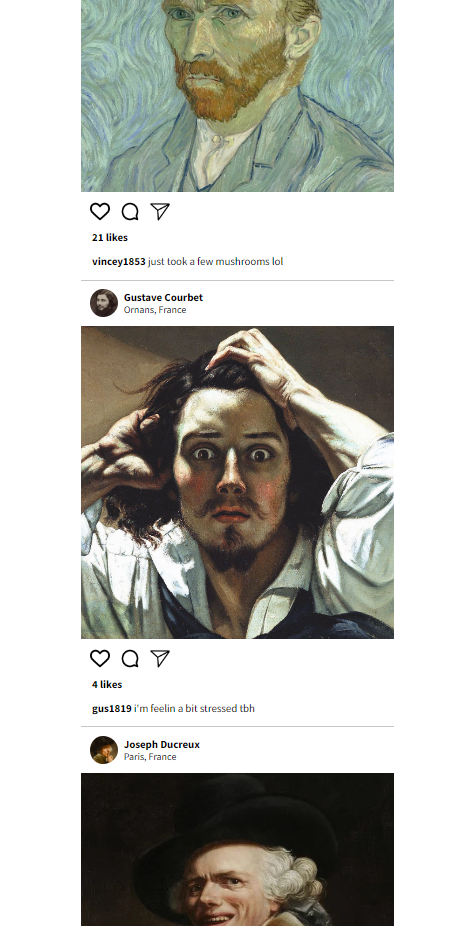 21 likes
vincey1853 just took a few mushrooms lol
Gustave Courbet
Ornans, France
4 likes
gus1819 i'm feelin a bit stressed tbh
Joseph Ducreux
Paris, France